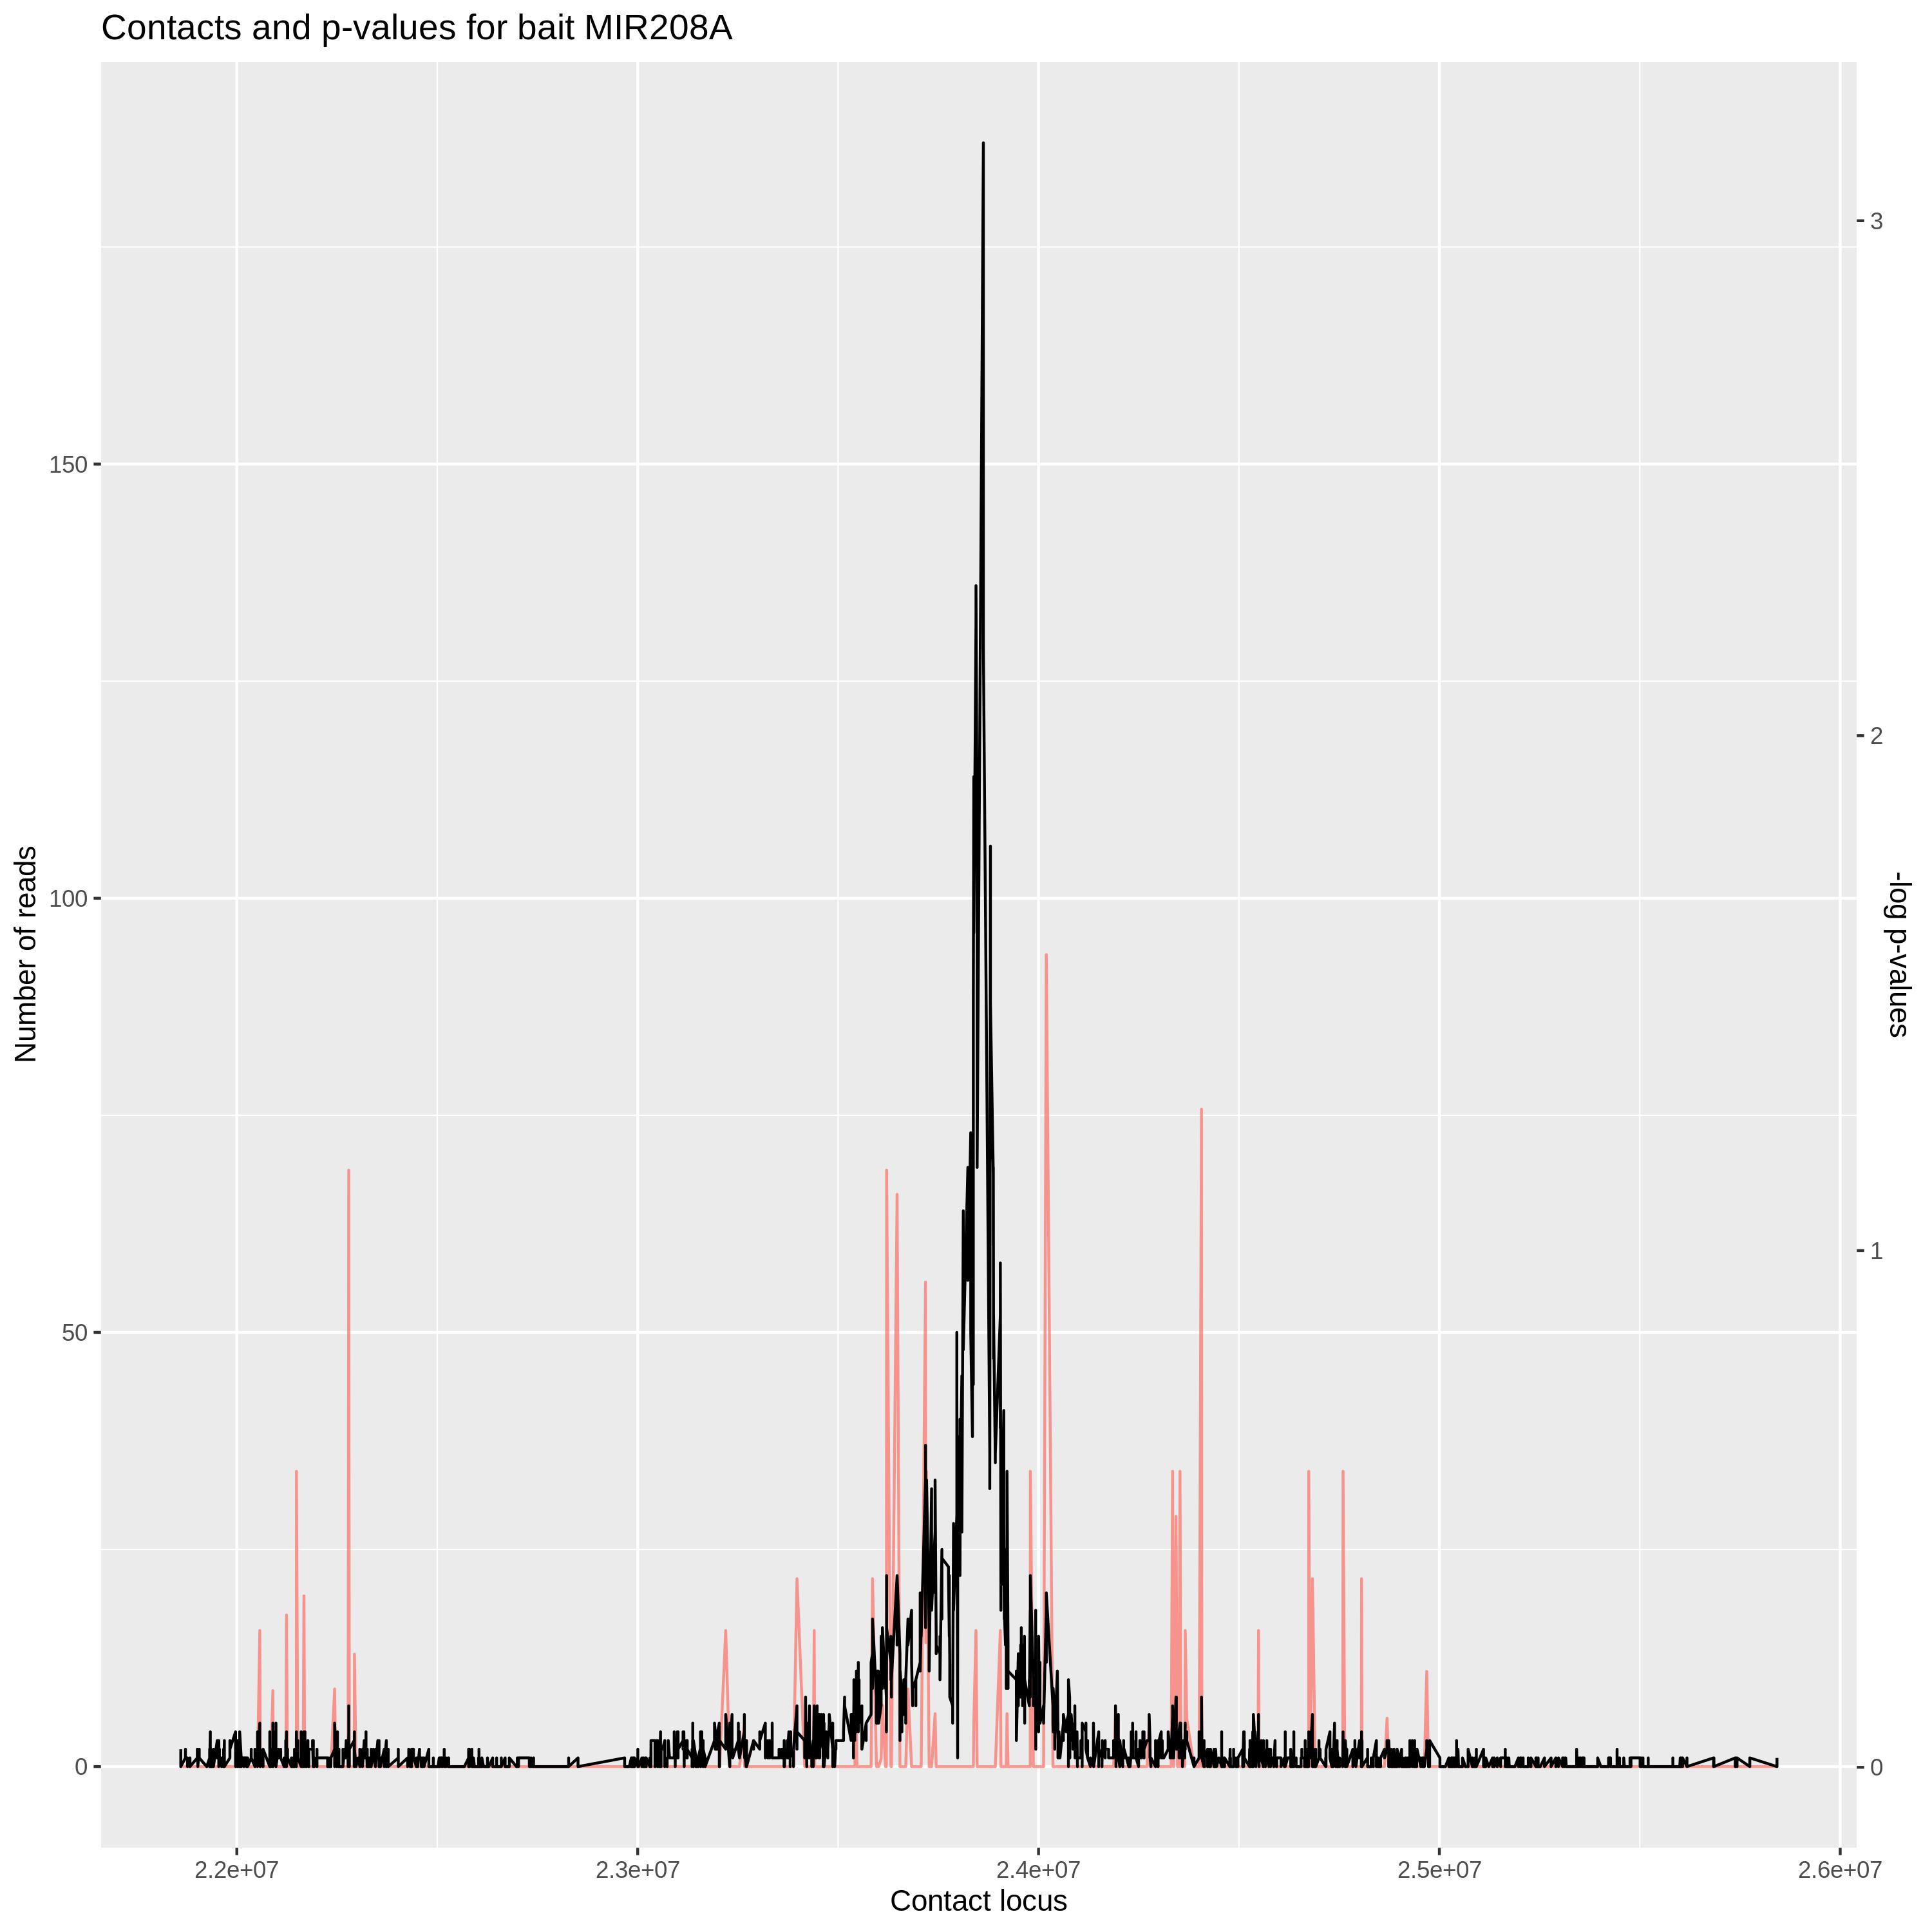 Contacts and p-values for bait MIR208A
Number of reads
150
100
50
0
3
2
1
0
-log p-values
2.2e+07
2.3e+07
2.4e+07
2.5e+07
2.6e+07
Contact locus